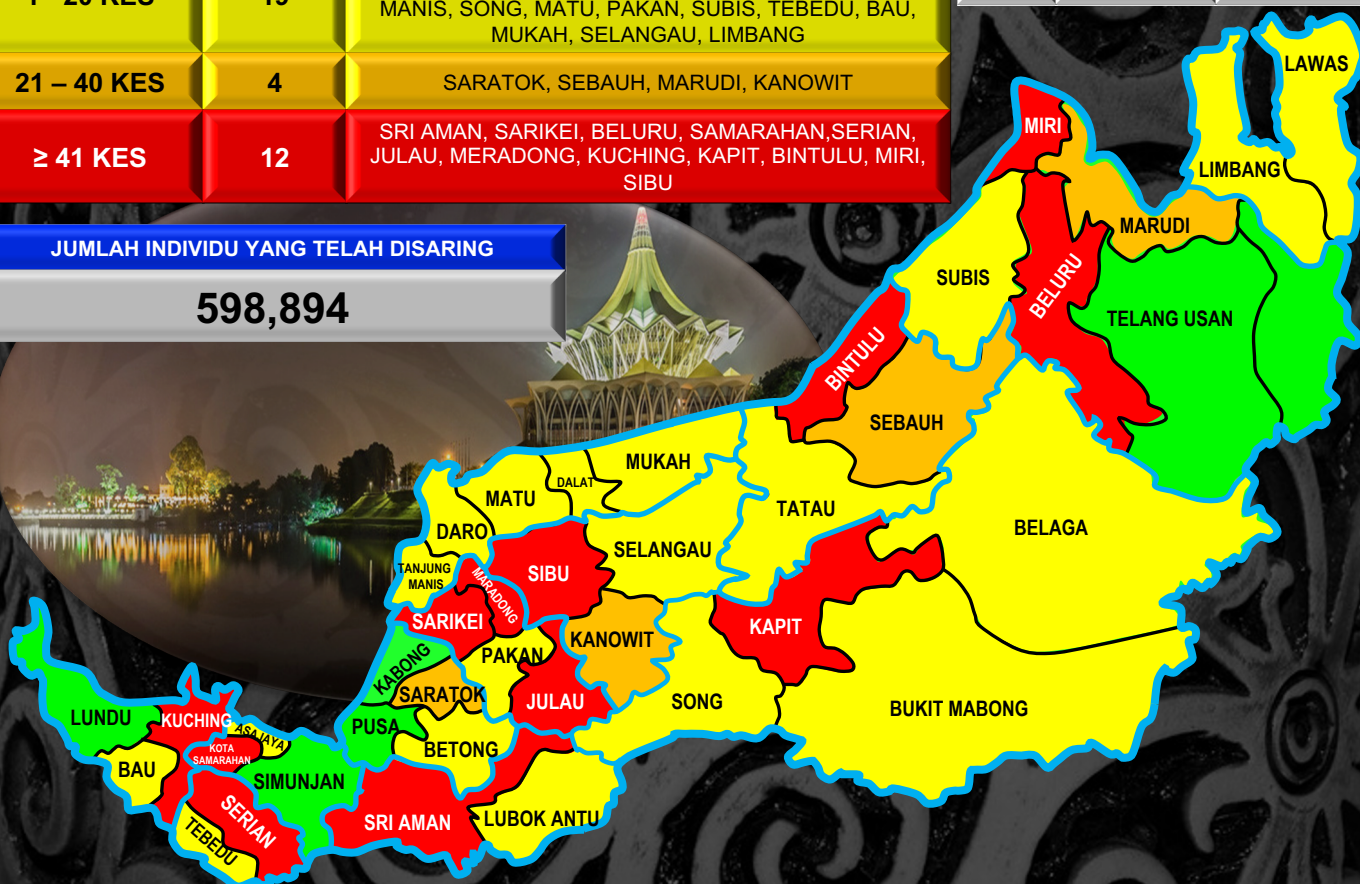 1 - 20 KES
19
MANIS, SONG, MATU, PAKAN, SUBIS, TEBEDU, BAU,
MUKAH, SELANGAU, LIMBANG
21 – 40 KES
4
SARATOK, SEBAUH, MARUDI, KANOWIT
≥ 41 KES
12
SRI AMAN, SARIKEI, BELURU, SAMARAHAN,SERIAN,
JULAU, MERADONG, KUCHING, KAPIT, BINTULU, MIRI,
SIBU
JUMLAH INDIVIDU YANG TELAH DISARING
598,894
LAWAS
MIRI
LIMBANG
MARUDI
SUBIS
BELURU
TELANG USAN
BINTULU
SEBAUH
MUKAH
DALAT
MATU
TATAU
BELAGA
DARO
SELANGAU
TANJUNG
MANIS
SIBU
MARADONG
SARIKEI
KAPIT
KANOWIT
PAKAN
KABONG
SARATOK
JULAU
SONG
BUKIT MABONG
LUNDU
KUCHING
ASAJAYA
PUSA
BETONG
KOTA
SAMARAHAN
BAU
SIMUNJAN
SERIAN
SRI AMAN
LUBOK ANTU
TEBEDU